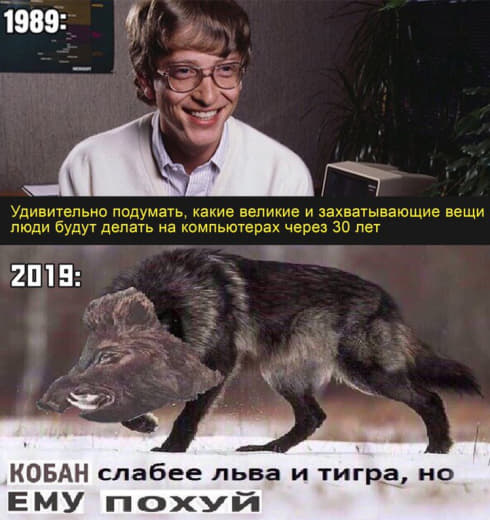 1989:
Удивительно подумать, какие великие и захватывающие вещи
люди будут делать на компьютерах через 30 лет
2019:
КОБАН слабее льва и тигра, но
ЕМУ ПОХУЙ